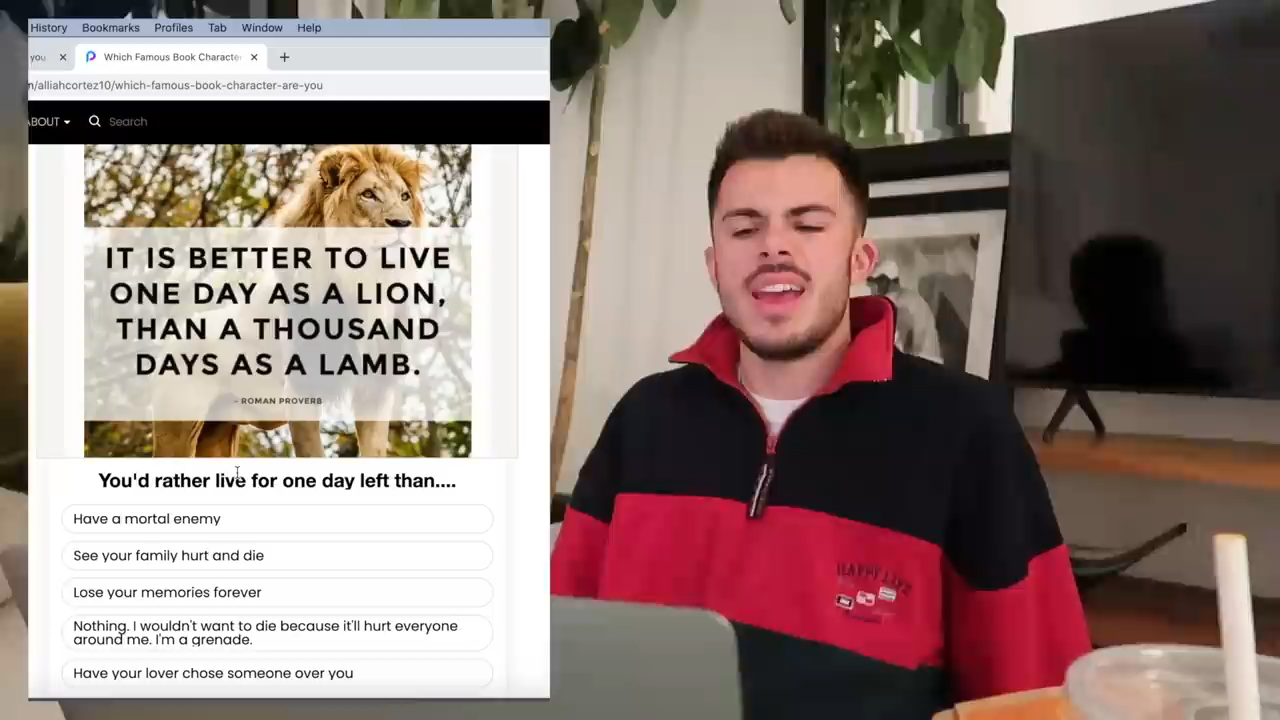 History Bookmarks Profiles Tab Window Help
you
Which Famous Book Character
/alliahcortez10/which-famous-book-character-are-you
ABOUT
Search
IT IS BETTER TO LIVE
ONE DAY AS A LION,
THAN A THOUSAND
DAYS AS A LAMB.
- ROMAN PROVERB
You'd rather live for one day left than....
Have a mortal enemy
See your family hurt and die
Lose your memories forever
Nothing. I wouldn't want to die because it'll hurt everyone
around me. I'm a grenade.
Have your lover chose someone over you
HAPPY LIFE